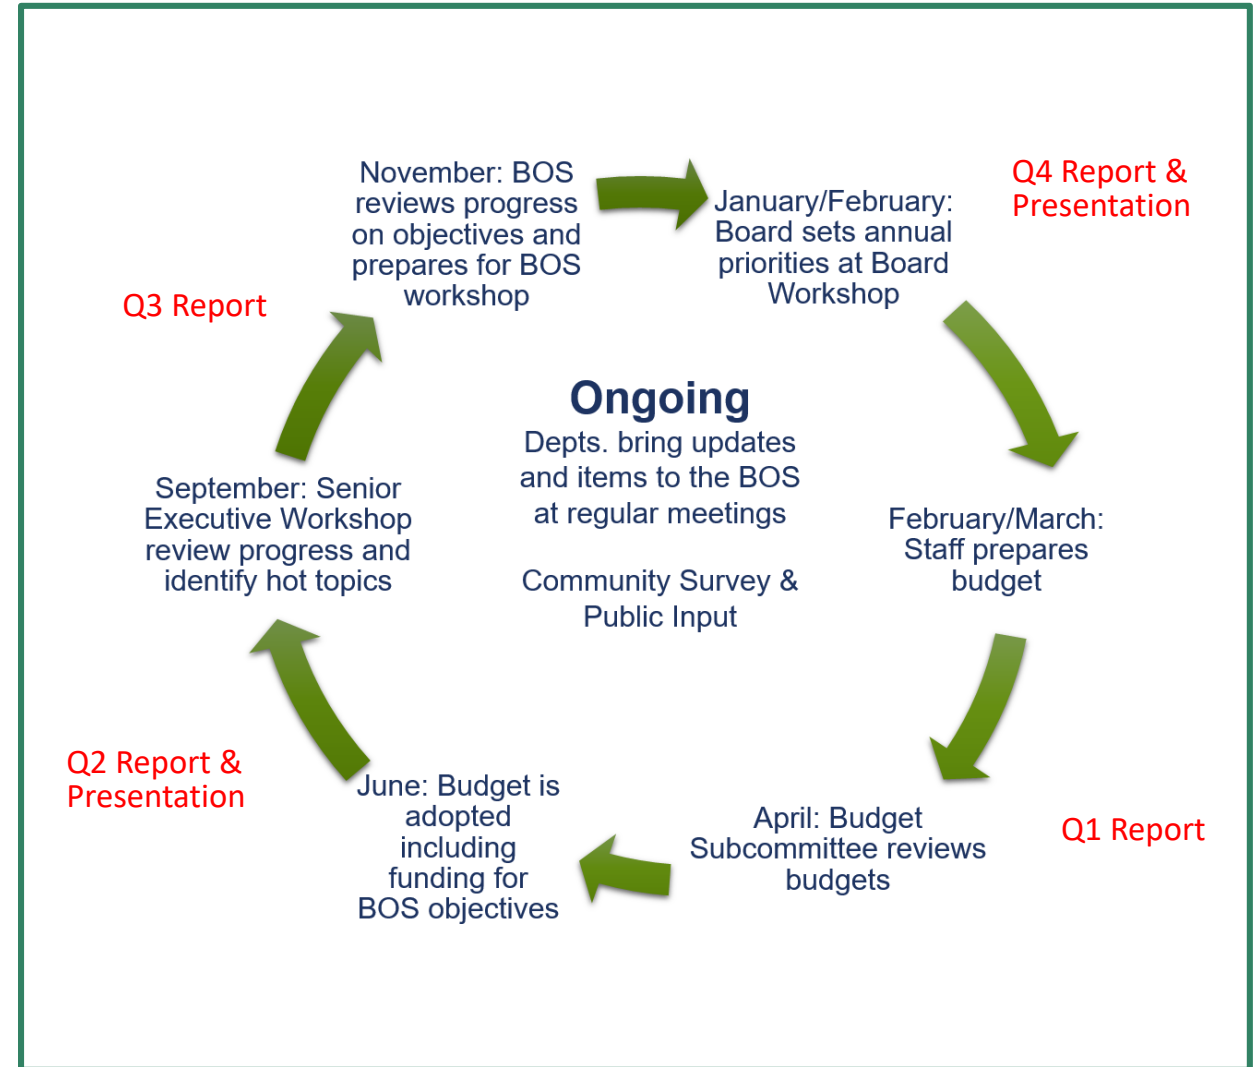 November: BOS
reviews progress
on objectives and
prepares for BOS
workshop
January/February:
Board sets annual
priorities at Board
Workshop
Q4 Report &
Presentation
Q3 Report
Ongoing
Depts. bring updates
and items to the BOS
at regular meetings
Community Survey &
Public Input
September: Senior
Executive Workshop
review progress and
identify hot topics
February/March:
Staff prepares
budget
Q2 Report &
Presentation
June: Budget is
adopted
including
funding for
BOS objectives
April: Budget
Subcommittee reviews
budgets
Q1 Report